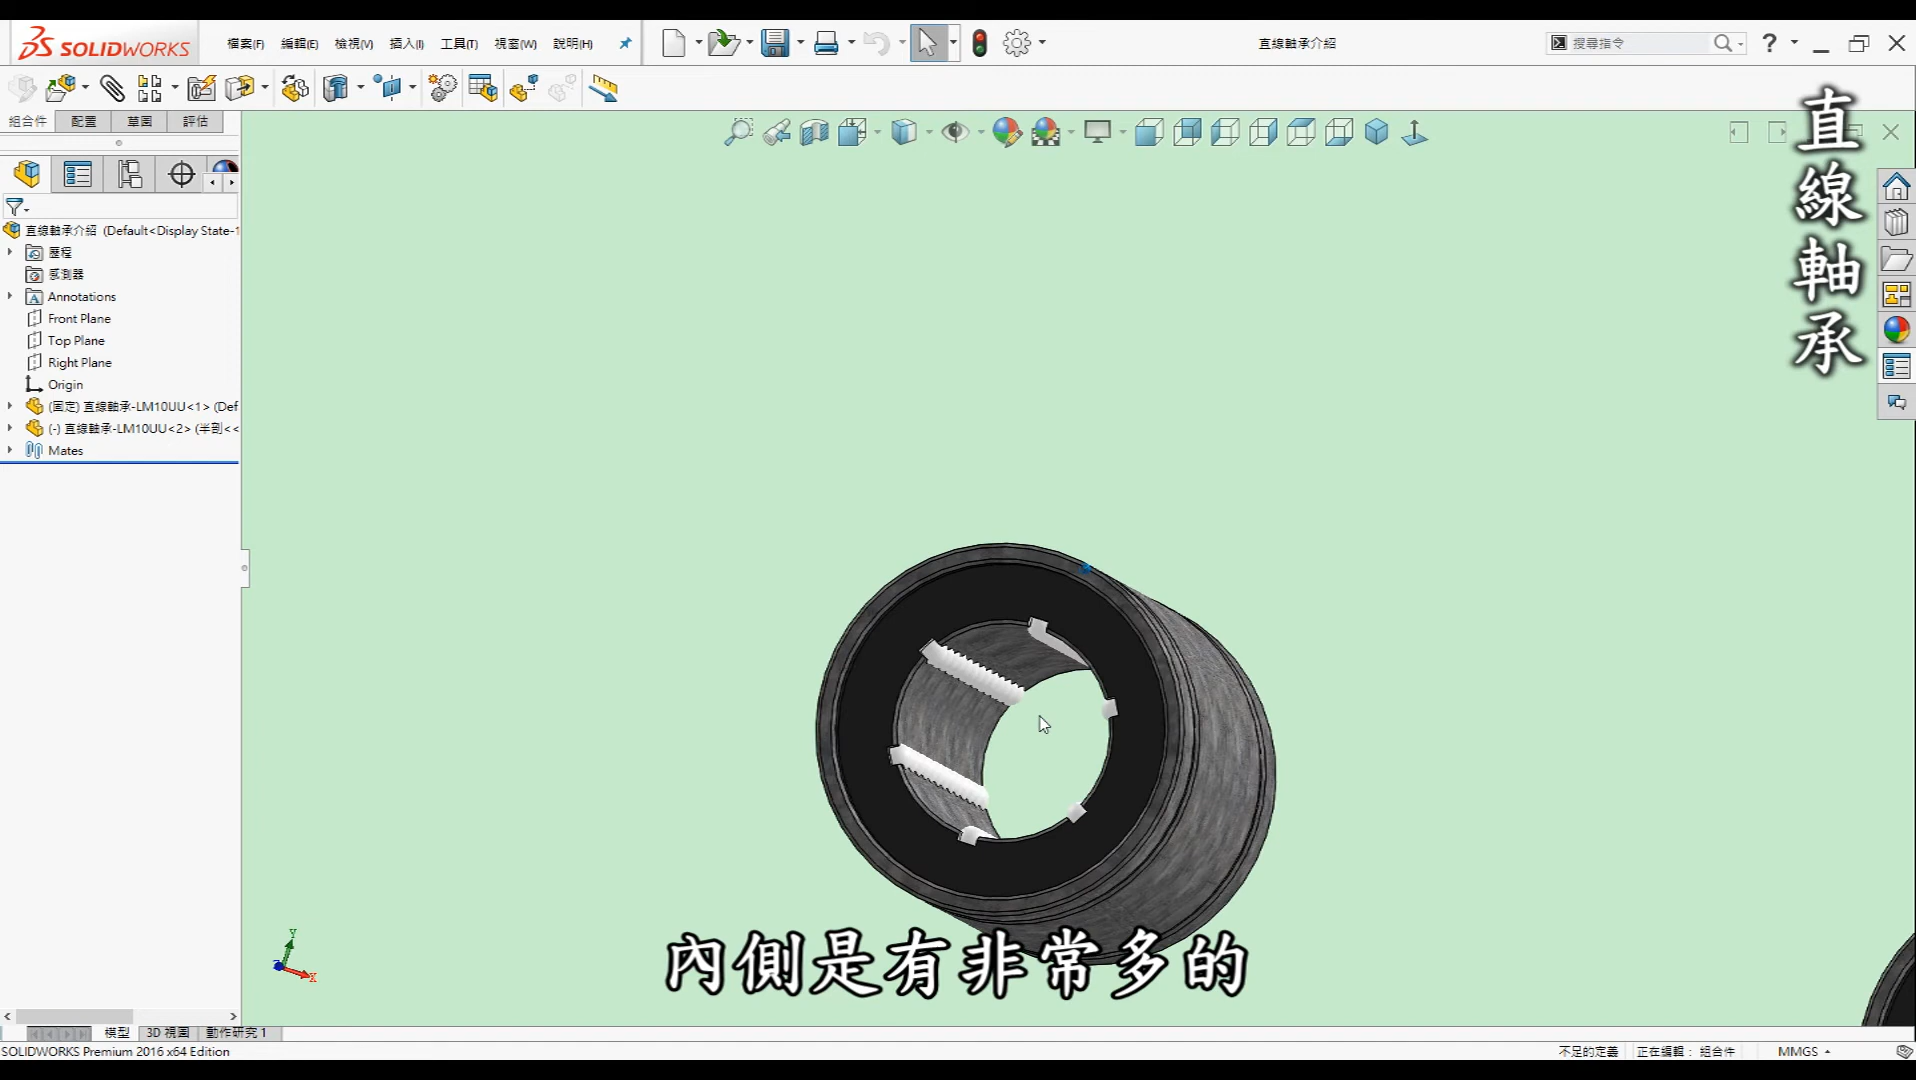 SOLIDWORKS
檔案(F)
編輯(E)
檢視(V)
插入(I)
工具(T)
視窗(W)
說明(H)
直線軸承介紹
搜尋指令
組合件
配置
草圖
評估
直線軸承介紹 (Default<Display State-1
歷程
感測器
Annotations
Front Plane
Top Plane
Right Plane
Origin
(固定) 直線軸承-LM10UU<1> (Def
(-) 直線軸承-LM10UU<2> (半剖<<
Mates
直線軸承
Y
X
Z
內側是有非常多的
模型
3D 視圖
動作研究 1
SOLIDWORKS Premium 2016 x64 Edition
不足的定義
正在編輯： 組合件
MMGS